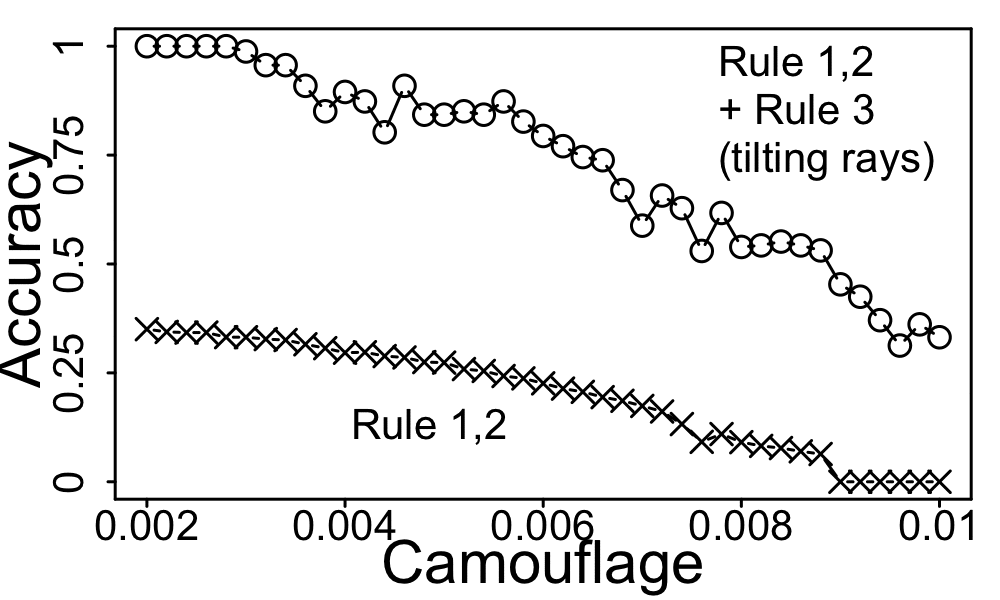 Accuracy
1
0.75
0.5
0.25
0
Rule 1,2
+ Rule 3
(tilting rays)
Rule 1,2
0.002 0.004 0.006 0.008 0.01
Camouflage